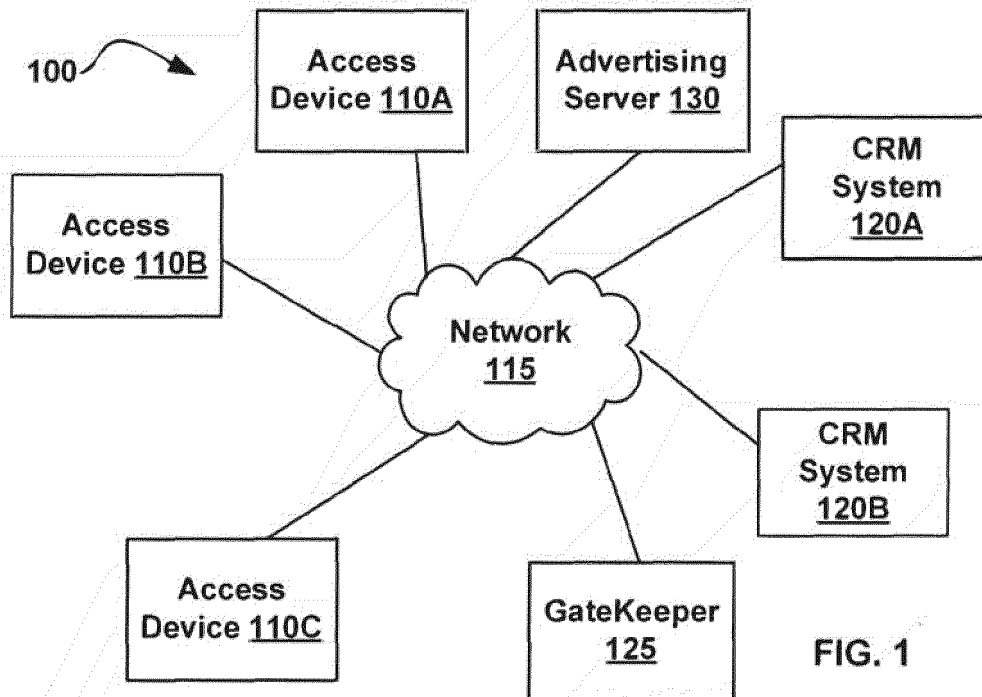 100
Access
Device 110A
Advertising
Server 130
CRM
System
120A
Access
Device 110B
Network
115
CRM
System
120B
Access
Device 110C
GateKeeper
125
FIG. 1